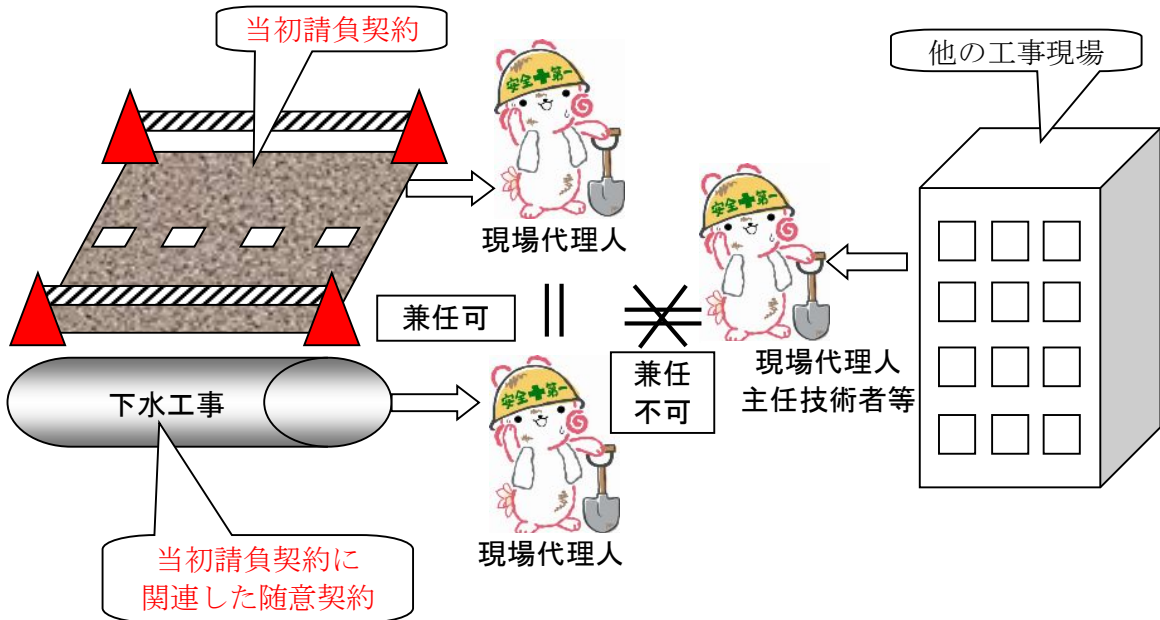 当初請負契約
他の工事現場
安全✚第一
現場代理人
安全✚第一
兼任可
兼任
不可
現場代理人
主任技術者等
下水工事
安全✚第一
現場代理人
当初請負契約に
関連した随意契約